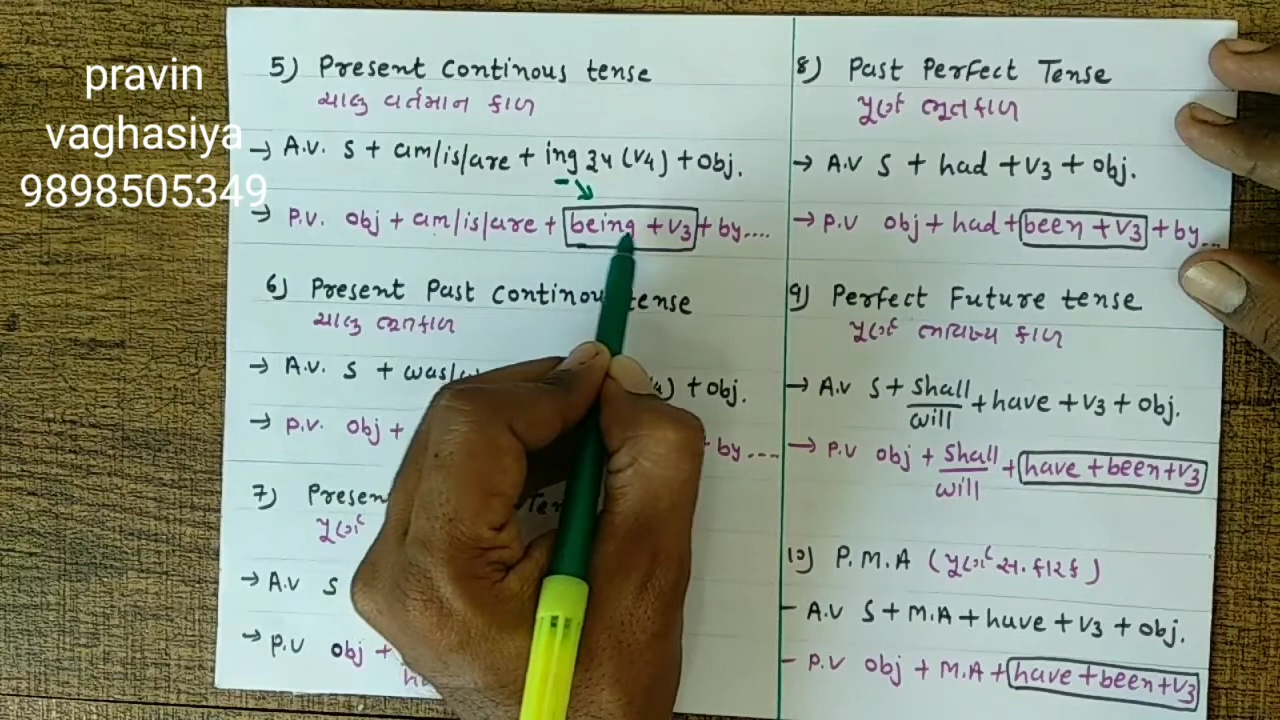 pravin
vaghasiya
9898505349
5) Present Continous tense
ચાલુ વર્તમાન કાળ
→ A.V. S + am/is/are + ing રૂપ (V4) + obj.
→ P.V. obj + am/is/are + being + V3 + by....
6) Present Past Continou tense
ચાલુ ભૂતકાળ
→ A.V. S + was/ + obj.
→ P.V. obj + by....
7) Presen Ten
પૂર્ણ
→ A.V S
→ P.V obj +
8) Past Perfect Tense
પૂર્ણ ભૂતકાળ
→ A.V S + had + V3 + obj.
→ P.V obj + had + been + V3 + by...
9) Perfect Future tense
પૂર્ણ ભવિષ્ય કાળ
→ A.V S + shall/will + have + V3 + obj.
→ P.V obj + shall/will + have + been + V3
10) P.M.A (પૂર્ણ સ. કારક)
- A.V S + M.A + have + V3 + obj.
- P.V obj + M.A + have + been + V3